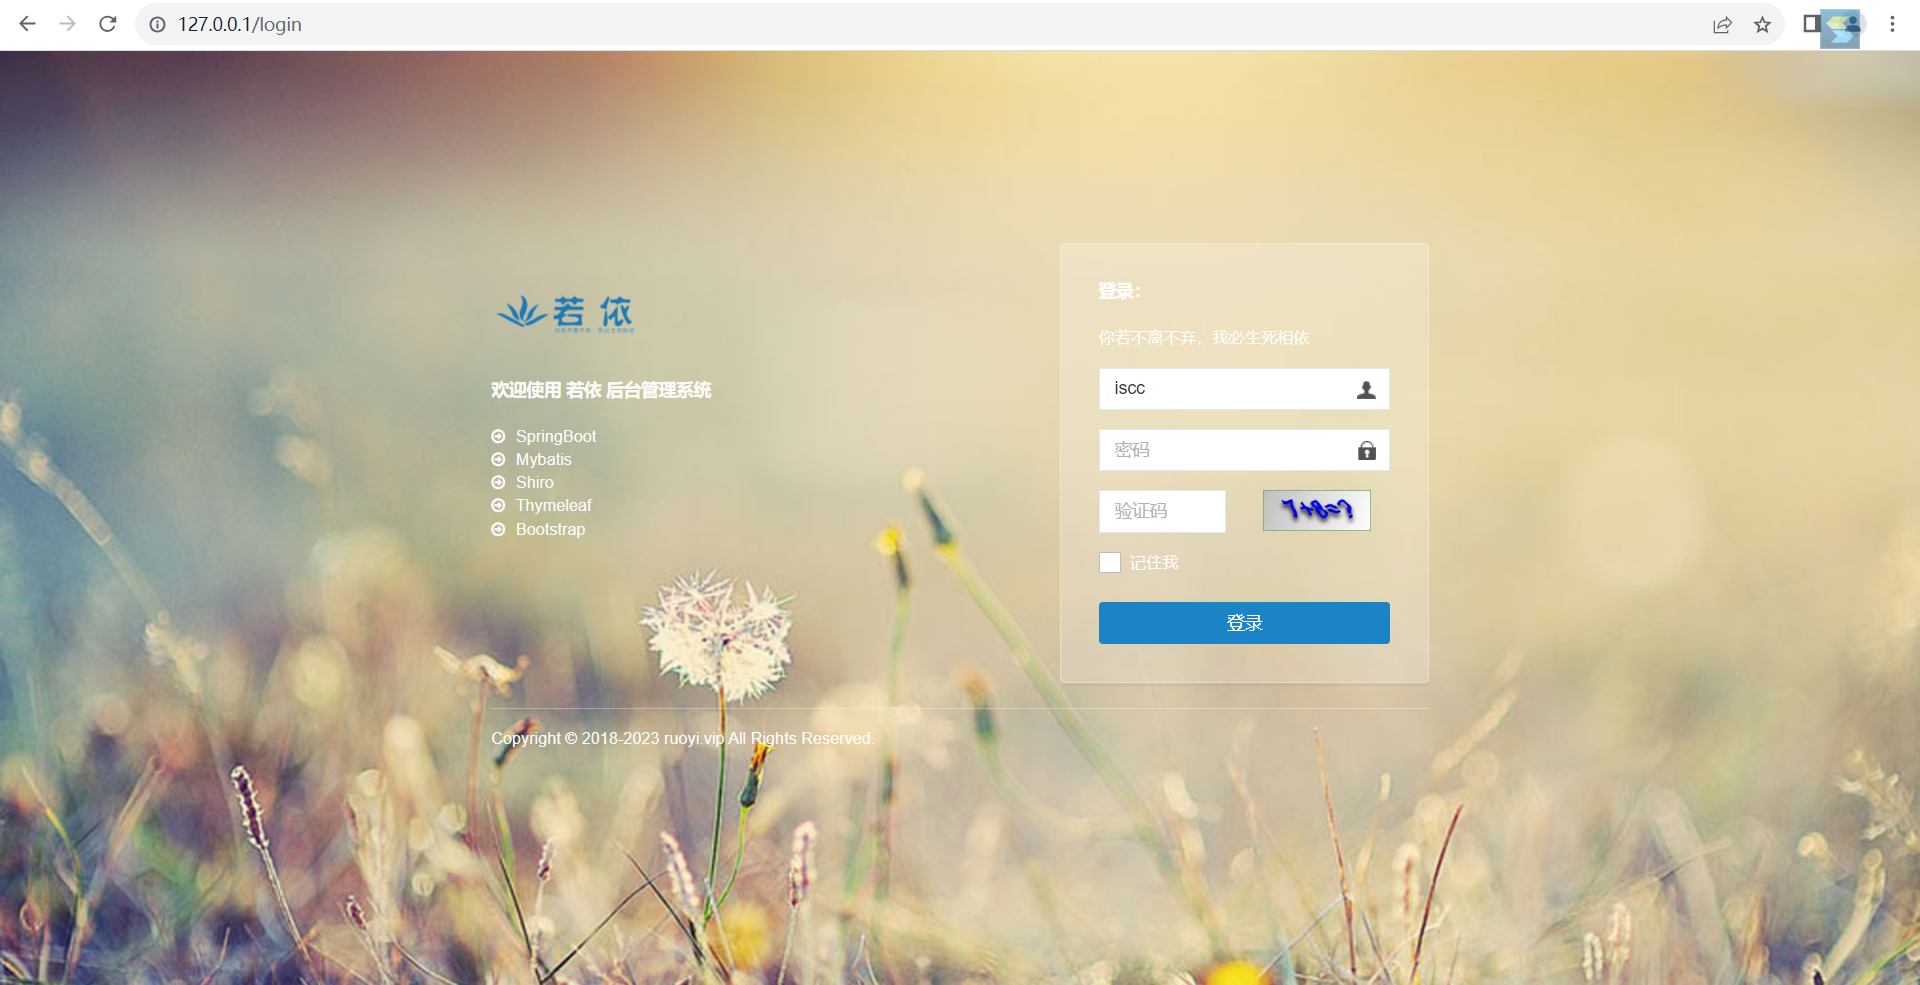 127.0.0.1/login
若依
欢迎使用 若依 后台管理系统
SpringBoot
Mybatis
Shiro
Thymeleaf
Bootstrap
登录：
你若不离不弃，我必生死相依
iscc
密码
验证码
7+8=?
记住我
登录
Copyright © 2018-2023 ruoyi.vip All Rights Reserved.